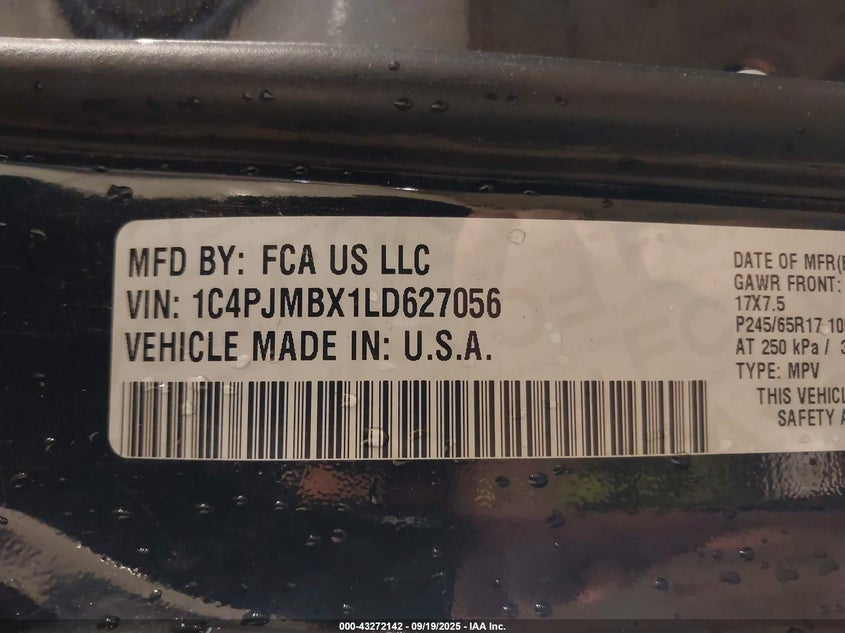 MFD BY: FCA US LLC
VIN: 1C4PJMBX1LD627056
VEHICLE MADE IN: U.S.A.
DATE OF MFR
GAWR FRONT:
17X7.5
P245/65R17
AT 250 kPa /
TYPE: MPV
THIS
SAFETY
000-43272142 - 09/19/2025 - IAA Inc.